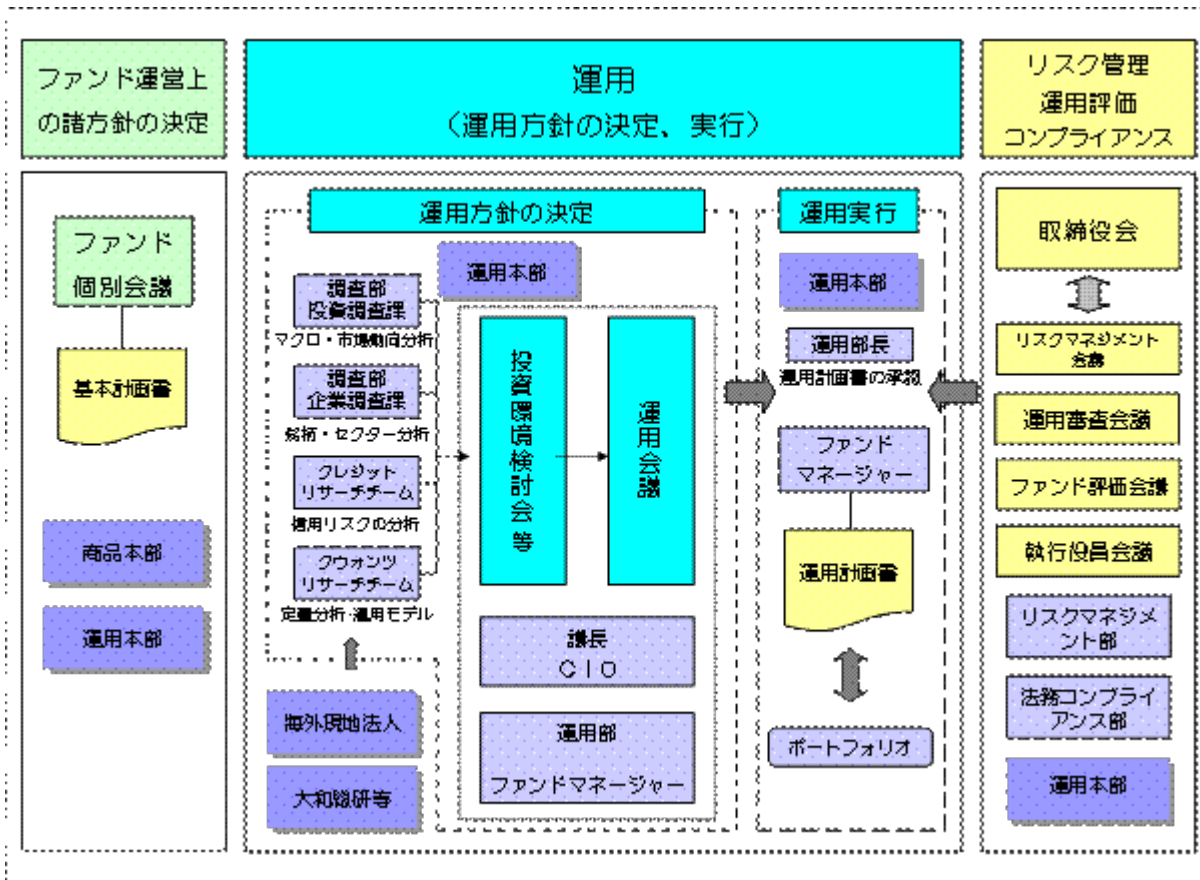 ファンド運営上
の諸方針の決定
運用
(運用方針の決定、実行)
リスク管理
運用評価
コンプライアンス
ファンド
個別会議
基本計画書
商品本部
運用本部
運用方針の決定
運用本部
調査部
投資調査課
マクロ・市場動向分析
調査部
企業調査課
銘柄・セクター分析
クレジット
リサーチチーム
信用リスクの分析
クウォンツ
リサーチチーム
定量分析・運用モデル
海外現地法人
大和総研等
投資環境検討会等
運用会議
議長
CIO
運用部
ファンドマネージャー
運用実行
運用本部
運用部長
運用計画書の承認
ファンド
マネージャー
運用計画書
ポートフォリオ
取締役会
リスクマネジメント
会議
運用審査会議
ファンド評価会議
執行役員会議
リスクマネジメ
ント部
法務コンプライ
アンス部
運用本部